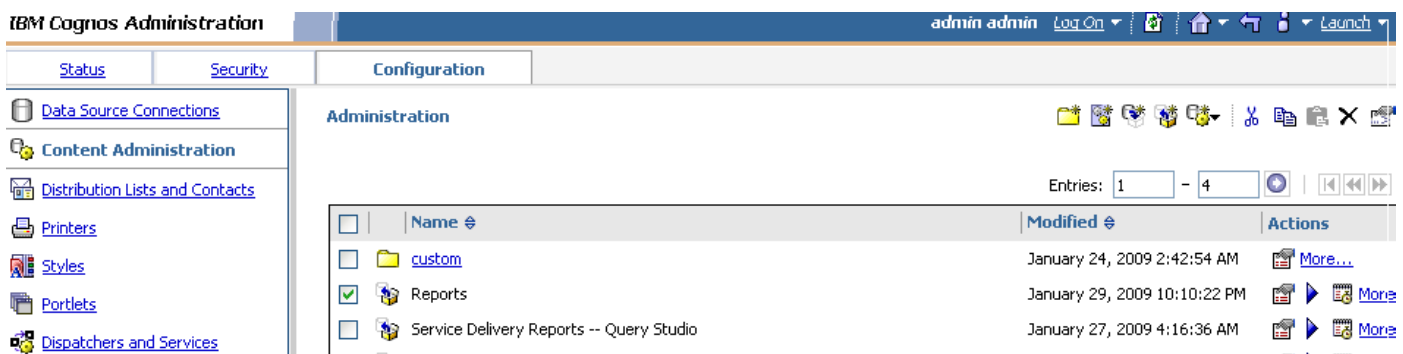 IBM Cognos Administration
admin admin Log On Launch
Status Security Configuration
Data Source Connections
Content Administration
Distribution Lists and Contacts
Printers
Styles
Portlets
Dispatchers and Services
Administration
Entries: 1 - 4
Name Modified Actions
custom January 24, 2009 2:42:54 AM More...
Reports January 29, 2009 10:10:22 PM More
Service Delivery Reports -- Query Studio January 27, 2009 4:16:36 AM More